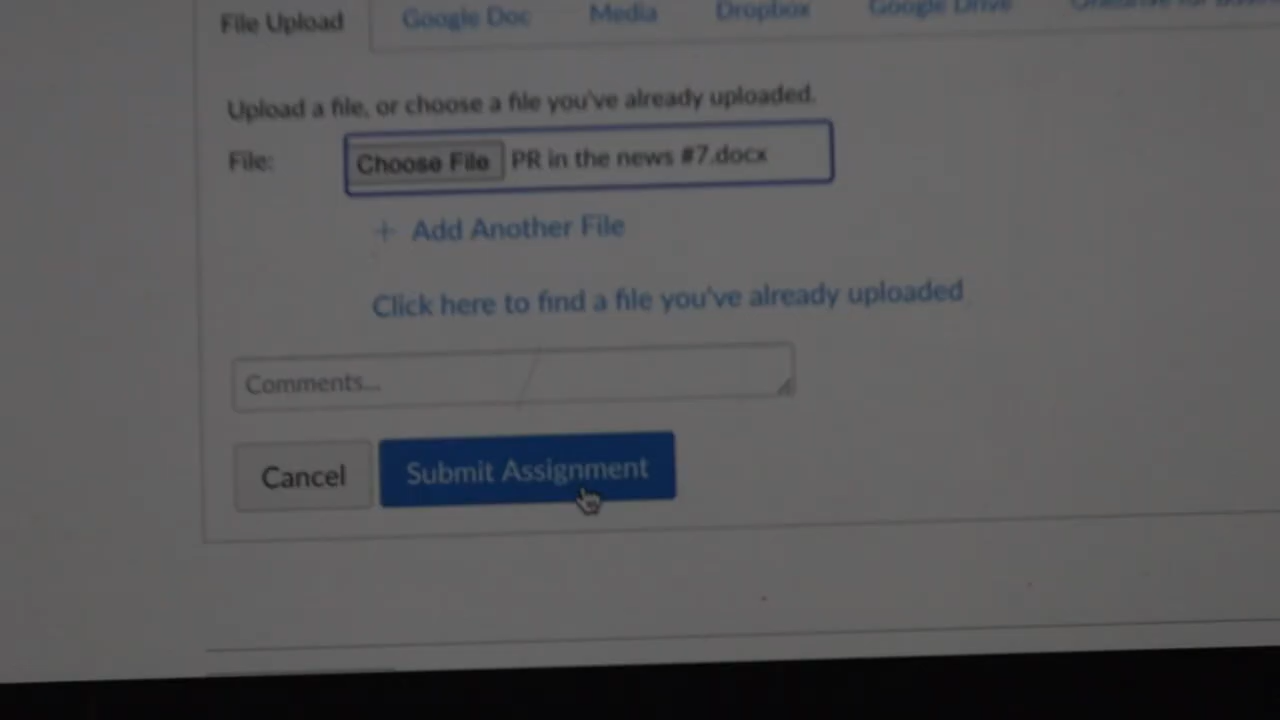 File Upload Google Doc Media Dropbox Google Drive
Upload a file, or choose a file you've already uploaded.
File: Choose File PR in the news #7.docx
+ Add Another File
Click here to find a file you've already uploaded
Comments...
Cancel Submit Assignment